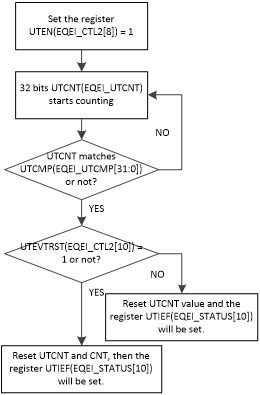 Set the register
UTEN(EQEI_CTL2[8]) = 1
32 bits UTCNT(EQEI_UTCNT)
starts counting
NO
UTCNT matches
UTCMP(EQEI_UTCMP[31:0])
or not?
YES
UTEVTRST(EQEI_CTL2[10]) =
1 or not?
NO
YES
Reset UTCNT value and the
register UTIEF(EQEI_STATUS[10])
will be set.
Reset UTCNT and CNT, then the
register UTIEF(EQEI_STATUS[10])
will be set.